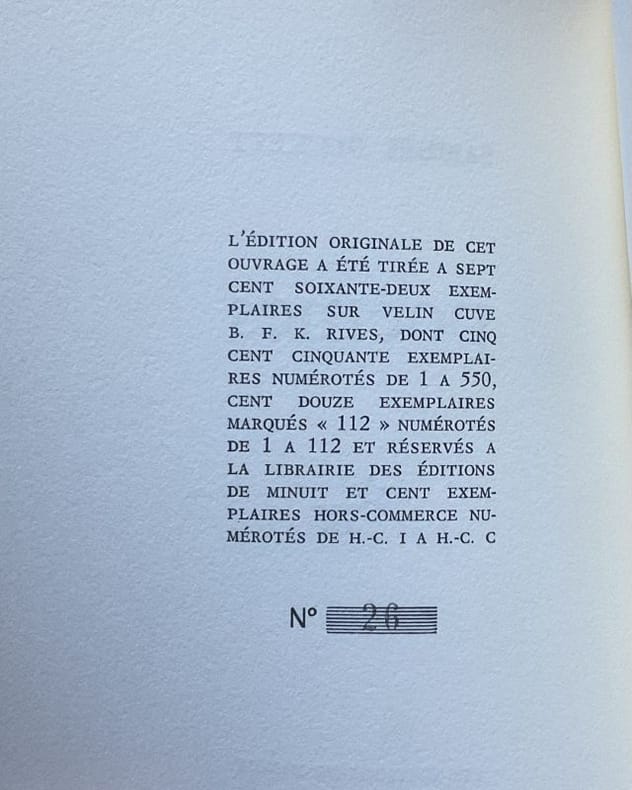 L'ÉDITION ORIGINALE DE CET
OUVRAGE A ÉTÉ TIRÉE A SEPT
CENT SOIXANTE-DEUX EXEM-
PLAIRES SUR VELIN CUVE
B. F. K. RIVES, DONT CINQ
CENT CINQUANTE EXEMPLAI-
RES NUMÉROTÉS DE 1 A 550,
CENT DOUZE EXEMPLAIRES
MARQUÉS « 112 » NUMÉROTÉS
DE 1 A 112 ET RÉSERVÉS A
LA LIBRAIRIE DES ÉDITIONS
DE MINUIT ET CENT EXEM-
PLAIRES HORS-COMMERCE NU-
MÉROTÉS DE H.-C. I A H.-C. C
Nº 26